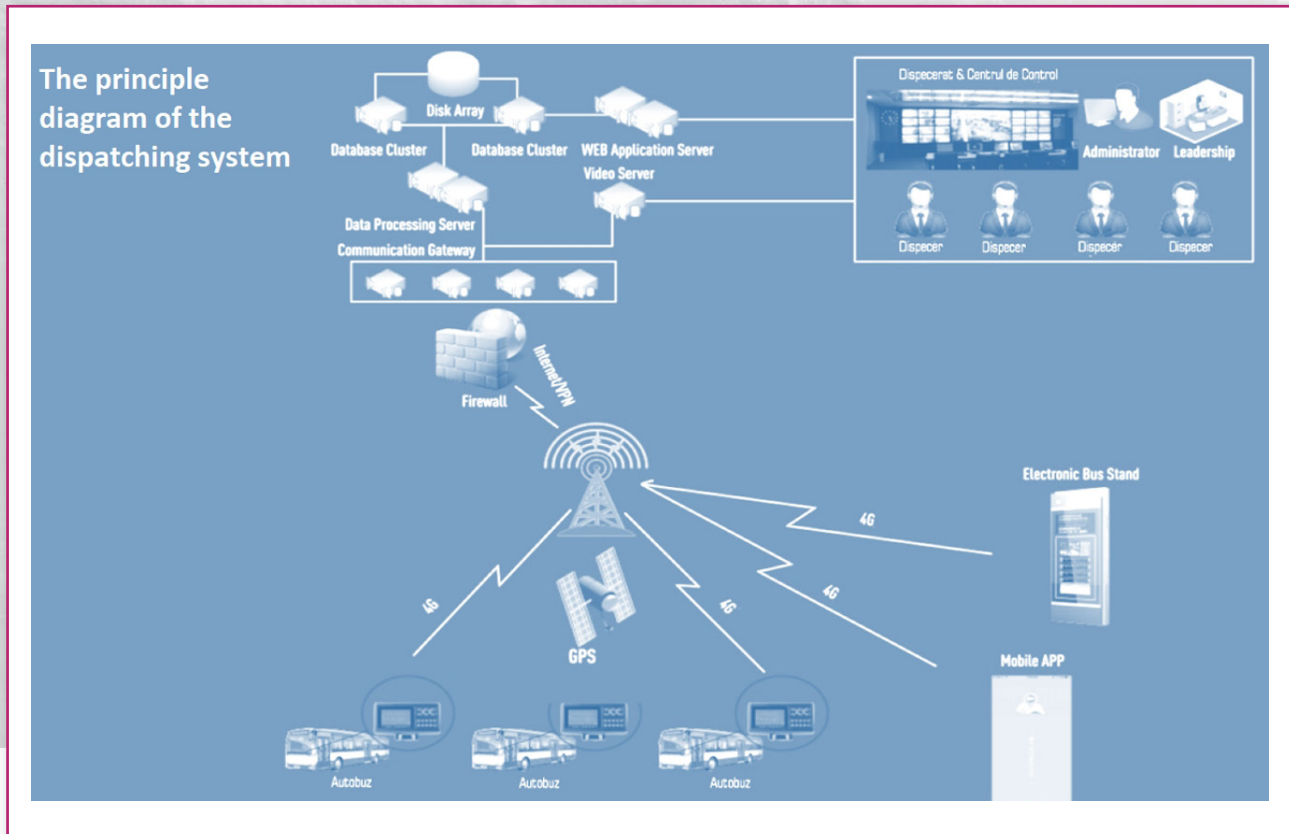 The principle
diagram of the
dispatching system
Disk Array
Database Cluster
Database Cluster
WEB Application Server
Video Server
Data Processing Server
Communication Gateway
Firewall
Internet/VPN
Dispecerat & Centrul de Control
Administrator
Leadership
Dispecer
Dispecer
Dispecer
Dispecer
4G
4G
4G
4G
GPS
Electronic Bus Stand
Mobile APP
Autobuz
Autobuz
Autobuz